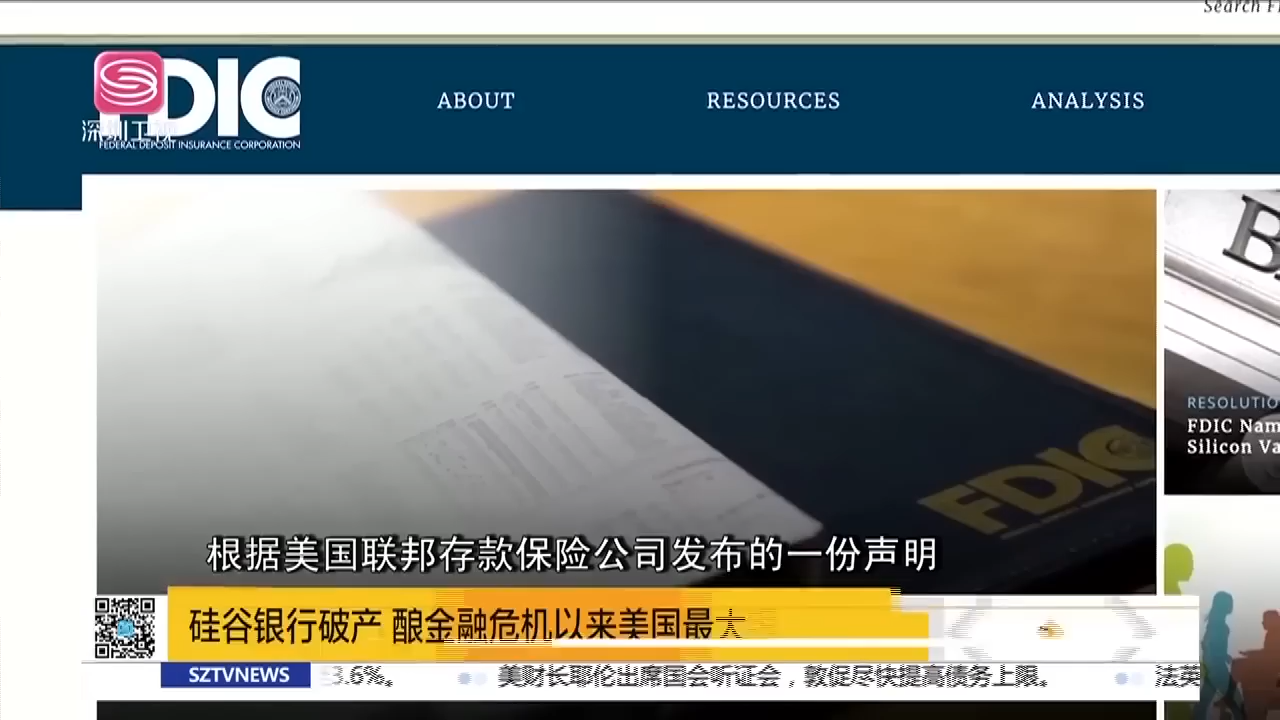 Search
FDIC
深圳卫视
FEDERAL DEPOSIT INSURANCE CORPORATION
ABOUT
RESOURCES
ANALYSIS
FDIC
RESOLUTIO
FDIC Nam
Silicon Va
根据美国联邦存款保险公司发布的一份声明
硅谷银行破产 酿金融危机以来美国最大
SZTVNEWS
3.6%。
美财长耶伦出席国会听证会，敦促尽快提高债务上限。
法英